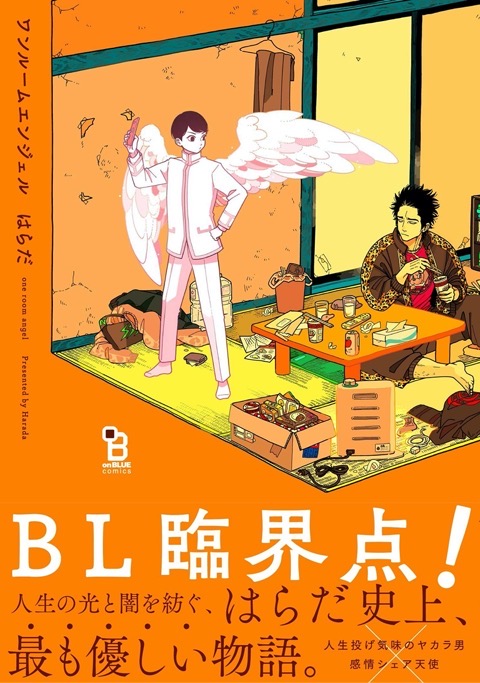 ワンルームエンジェル はらだ
one room angel Presented by Harada
B
onBLUE
comics
BL臨界点!
人生の光と闇を紡ぐ、はらだ史上、
最も優しい物語。
人生投げ気味のヤカラ男
×
感情シェア天使